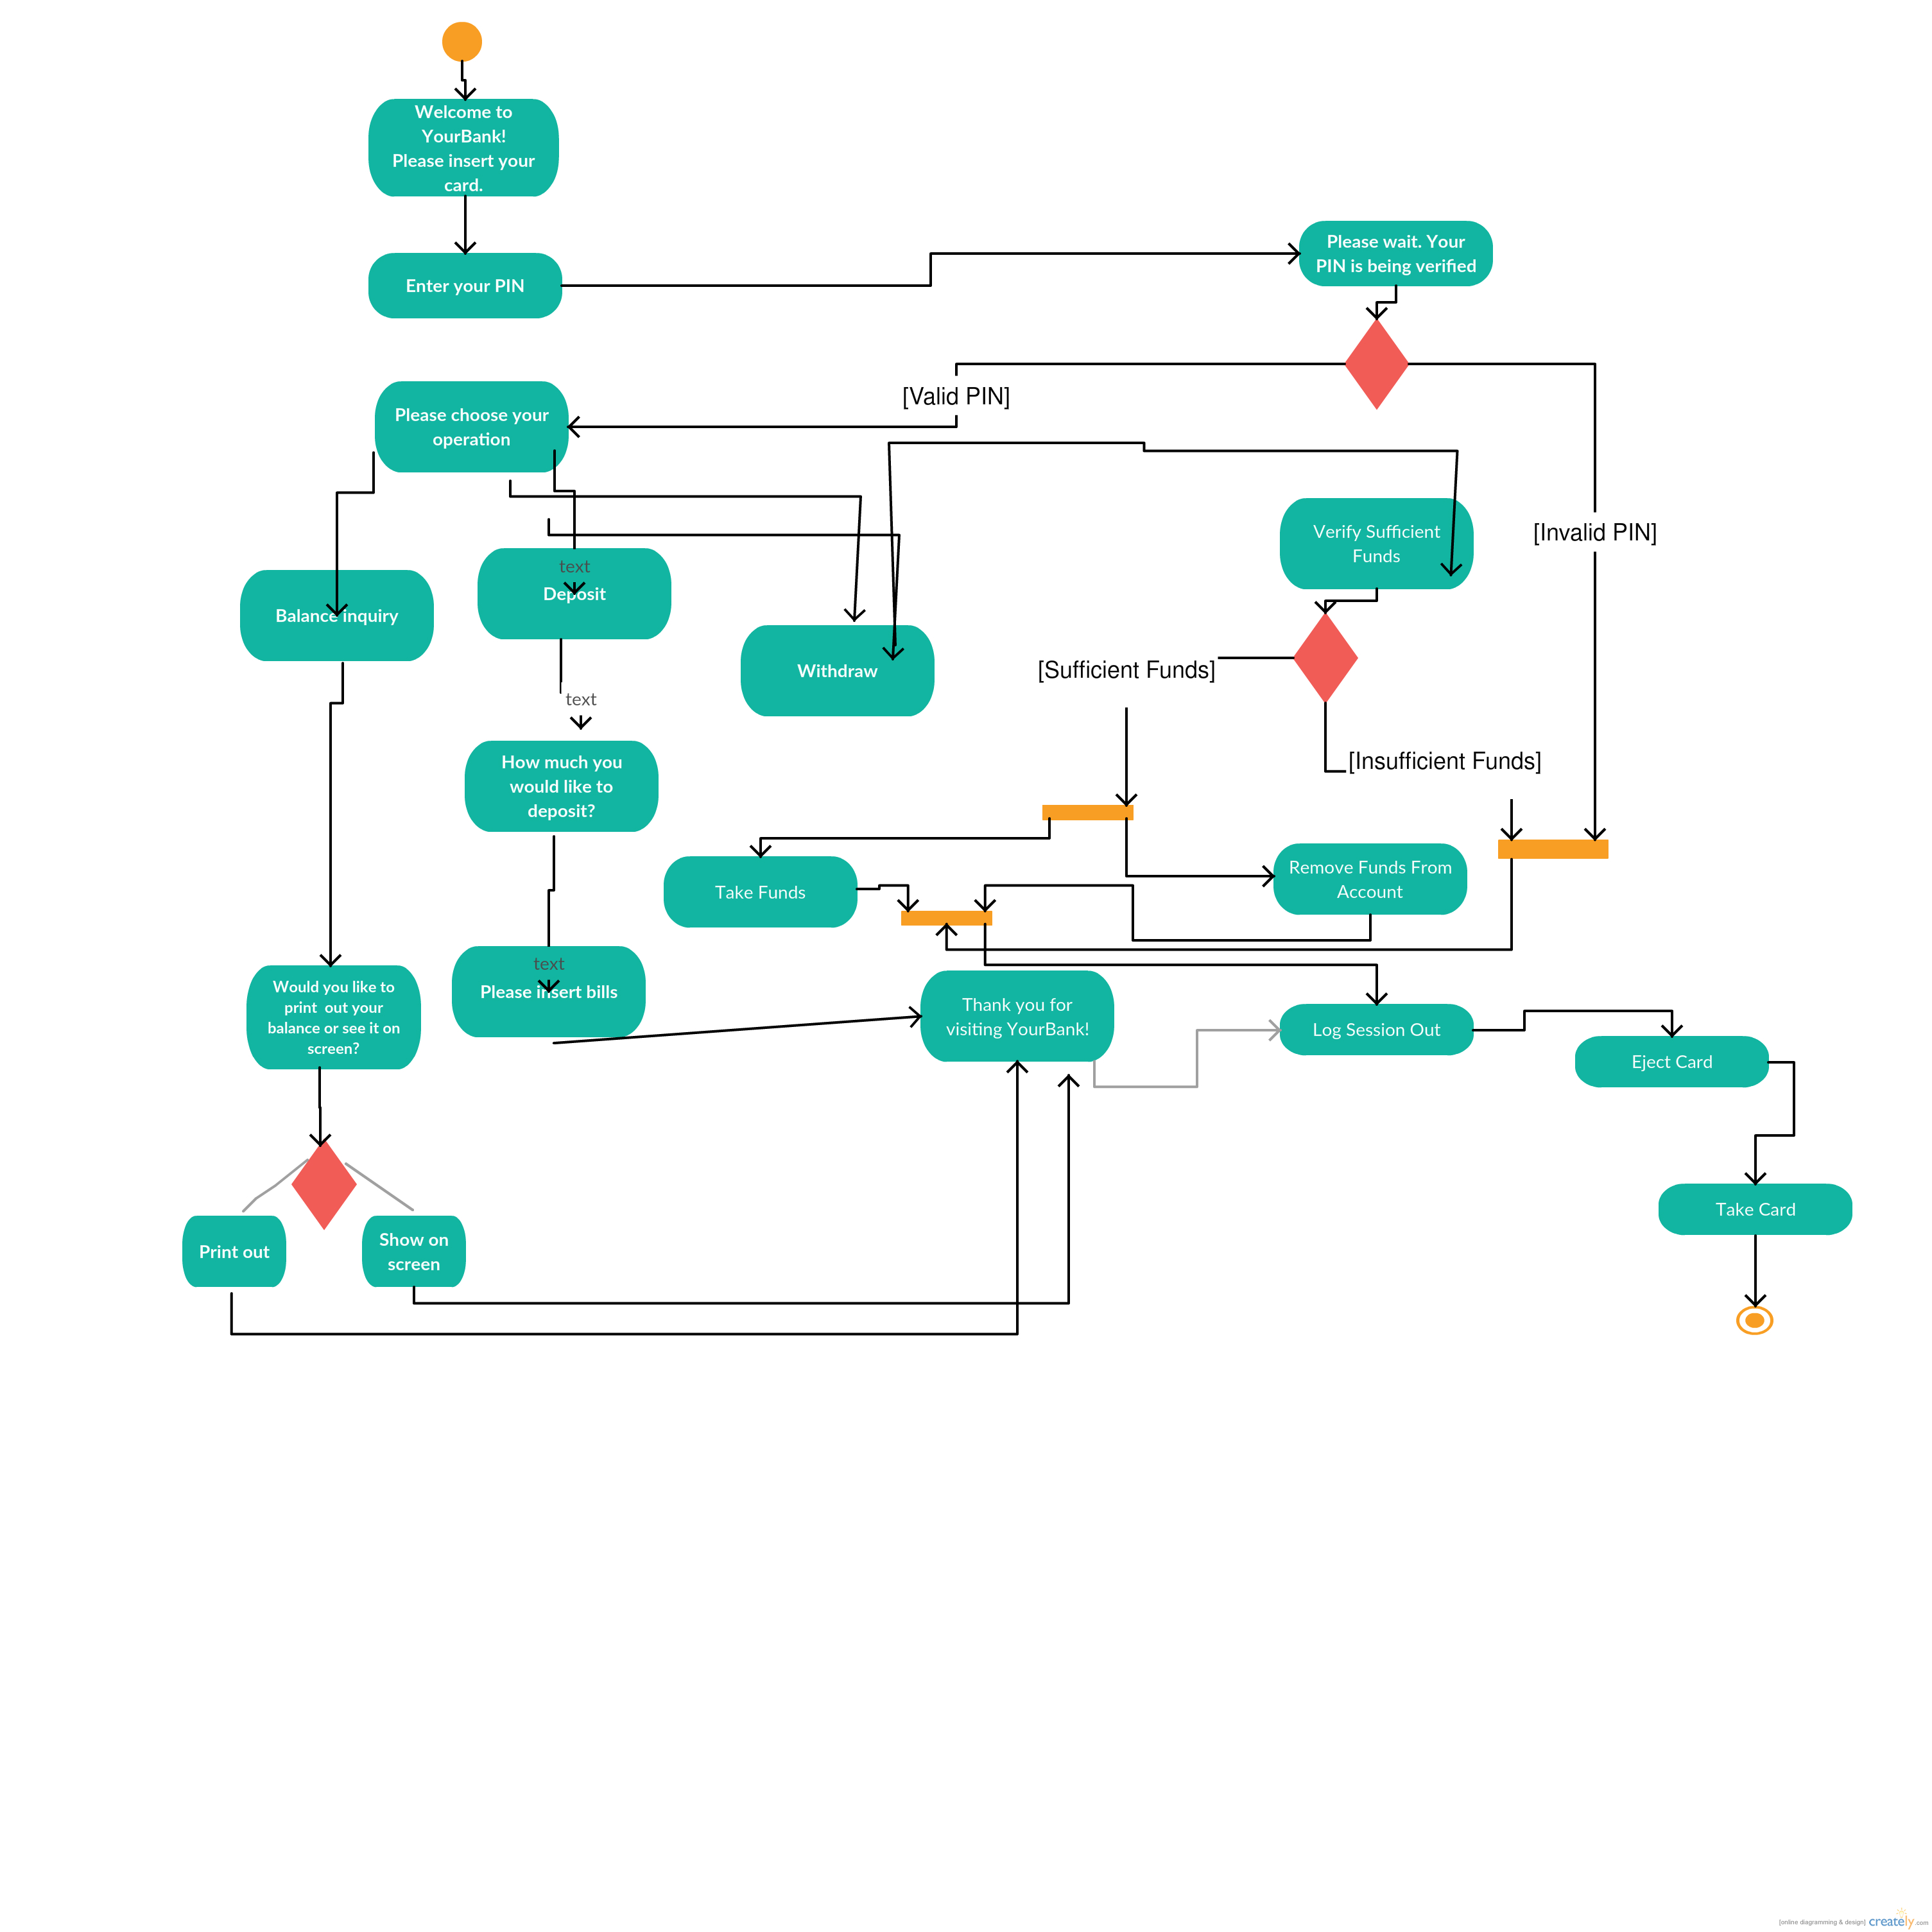 Welcome to
YourBank!
Please insert your
card.
Please wait. Your
PIN is being verified
Enter your PIN
[Valid PIN]
Please choose your
operation
Verify Sufficient
Funds
[Invalid PIN]
text
Deposit
Balance inquiry
Withdraw
[Sufficient Funds]
text
How much you
would like to
deposit?
[Insufficient Funds]
Take Funds
Remove Funds From
Account
text
Please insert bills
Would you like to
print out your
balance or see it on
screen?
Thank you for
visiting YourBank!
Log Session Out
Eject Card
Take Card
Print out
Show on
screen
[online diagramming & design] creately.com